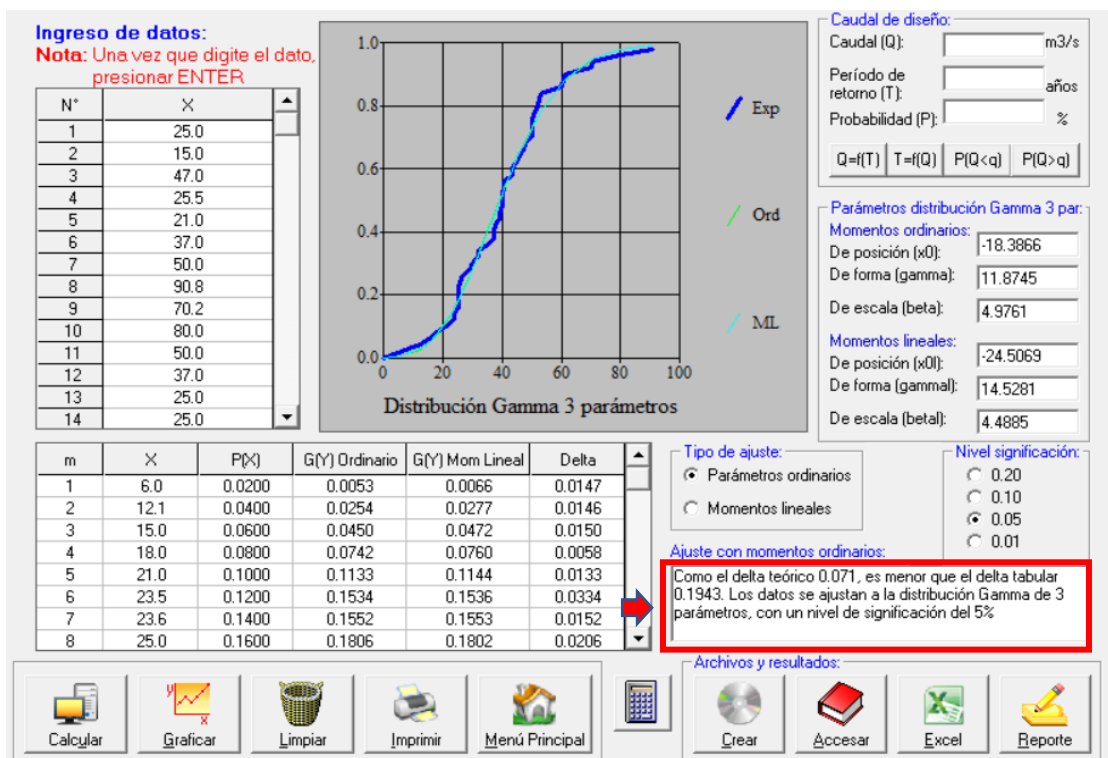 Ingreso de datos:
Nota: Una vez que digite el dato,
presionar ENTER
N° X
1 25.0
2 15.0
3 47.0
4 25.5
5 21.0
6 37.0
7 50.0
8 90.8
9 70.2
10 80.0
11 50.0
12 37.0
13 25.0
14 25.0
1.0
0.8
0.6
0.4
0.2
0.0
0 20 40 60 80 100
Distribución Gamma 3 parámetros
Exp
Ord
ML
Caudal de diseño:
Caudal (Q): m3/s
Período de
retorno (T): años
Probabilidad (P): %
Q=f(T) T=f(Q) P(Q<q) P(Q>q)
Parámetros distribución Gamma 3 par:
Momentos ordinarios:
De posición (x0): -18.3866
De forma (gamma): 11.8745
De escala (beta): 4.9761
Momentos lineales:
De posición (x0l): -24.5069
De forma (gammal): 14.5281
De escala (betal): 4.4885
m X P(X) G(Y) Ordinario G(Y) Mom Lineal Delta
1 6.0 0.0200 0.0053 0.0066 0.0147
2 12.1 0.0400 0.0254 0.0277 0.0146
3 15.0 0.0600 0.0450 0.0472 0.0150
4 18.0 0.0800 0.0742 0.0760 0.0058
5 21.0 0.1000 0.1133 0.1144 0.0133
6 23.5 0.1200 0.1534 0.1536 0.0334
7 23.6 0.1400 0.1552 0.1553 0.0152
8 25.0 0.1600 0.1806 0.1802 0.0206
Tipo de ajuste:
Parámetros ordinarios
Momentos lineales
Nivel significación:
0.20
0.10
0.05
0.01
Ajuste con momentos ordinarios:
Como el delta teórico 0.071, es menor que el delta tabular
0.1943. Los datos se ajustan a la distribución Gamma de 3
parámetros, con un nivel de significación del 5%
Calcular Graficar Limpiar Imprimir Menú Principal
Archivos y resultados:
Crear Accesar Excel Reporte